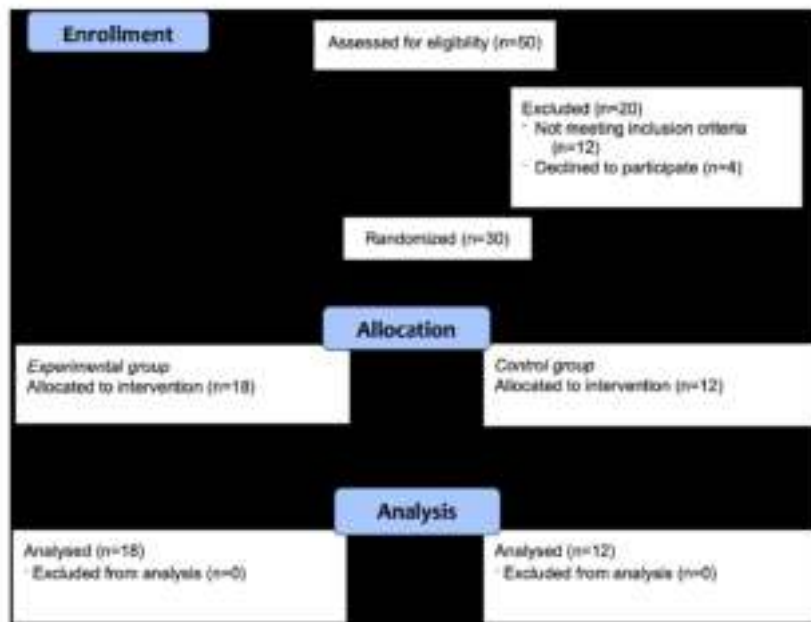 Enrollment
Assessed for eligibility (n=50)
Excluded (n=20)
- Not meeting inclusion criteria
(n=12)
- Declined to participate (n=4)
Randomized (n=30)
Allocation
Experimental group
Allocated to intervention (n=18)
Control group
Allocated to intervention (n=12)
Analysis
Analysed (n=18)
- Excluded from analysis (n=0)
Analysed (n=12)
- Excluded from analysis (n=0)